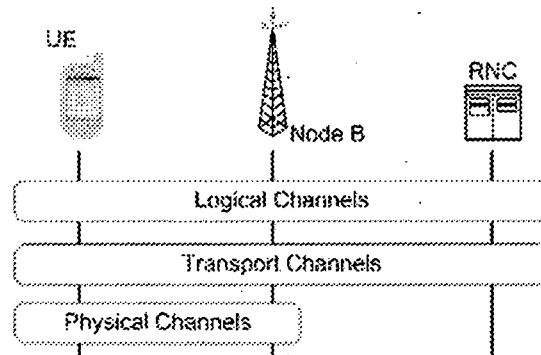 UE
RNC
Node B
Logical Channels
Transport Channels
Physical Channels